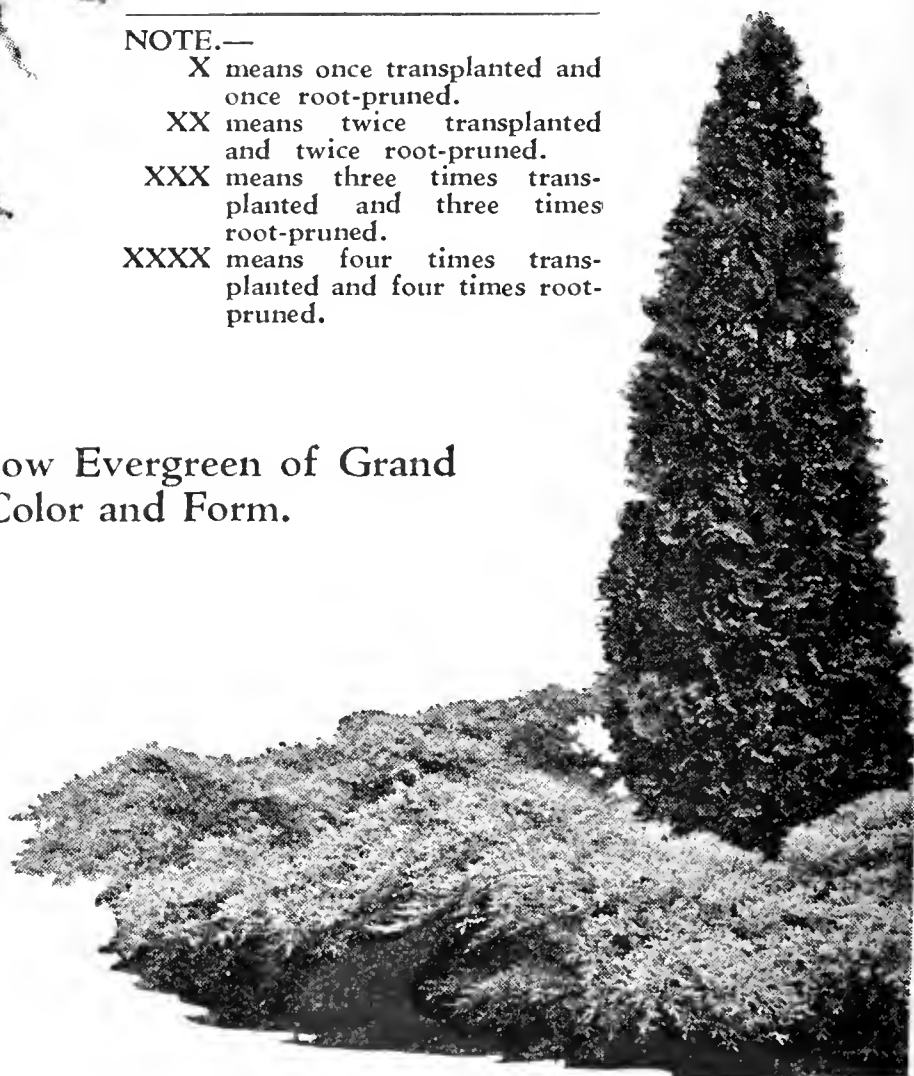 NOTE.—
X means once transplanted and
once root-pruned.
XX means twice transplanted
and twice root-pruned.
XXX means three times trans-
planted and three times
root-pruned.
XXXX means four times trans-
planted and four times root-
pruned.
ow Evergreen of Grand
Color and Form.